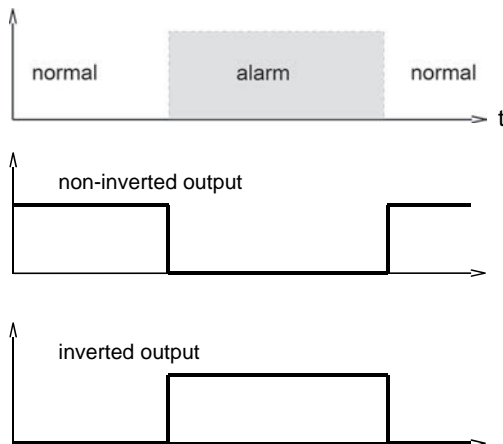 normal alarm normal
t
non-inverted output
inverted output